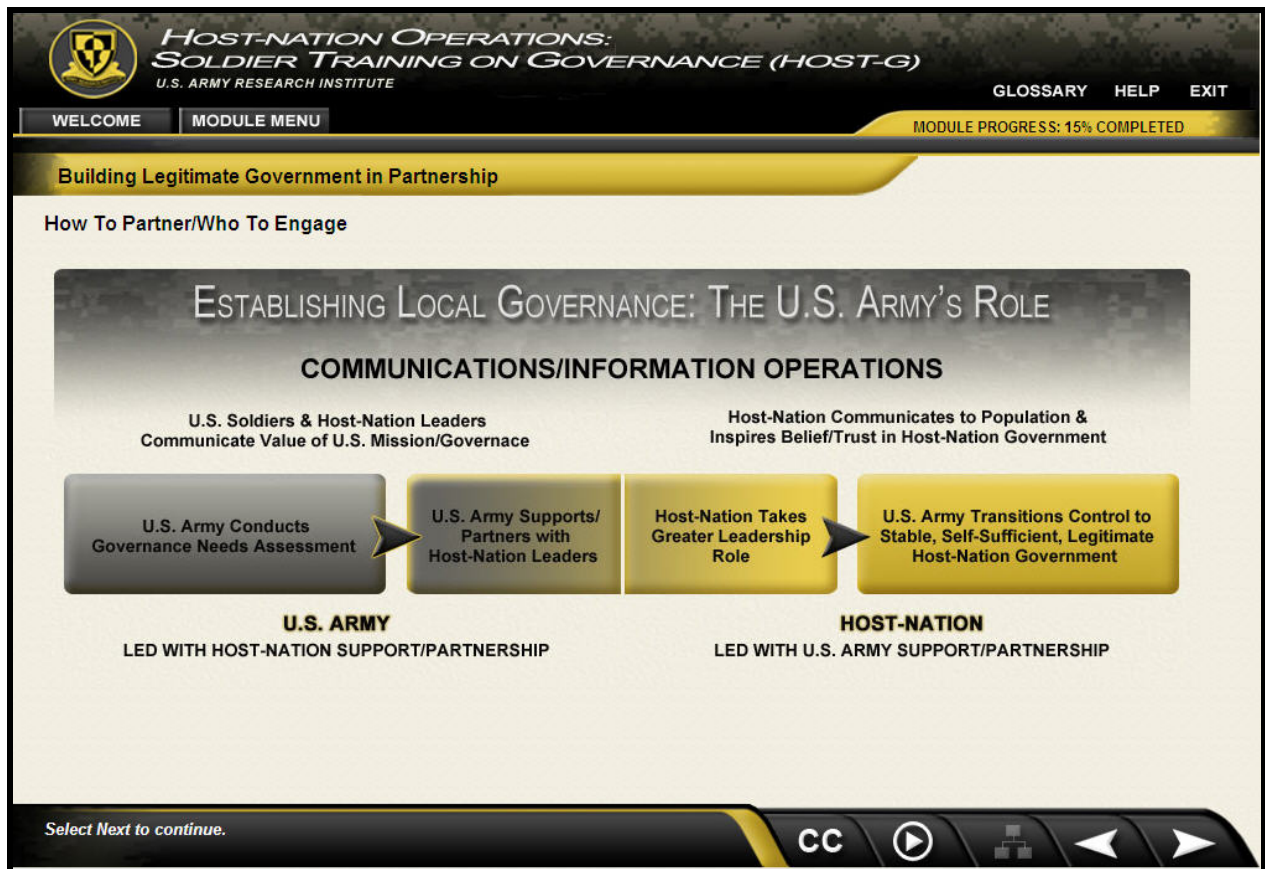 HOST-NATION OPERATIONS:
SOLDIER TRAINING ON GOVERNANCE (HOST-G)
U.S. ARMY RESEARCH INSTITUTE
GLOSSARY HELP EXIT
WELCOME MODULE MENU
MODULE PROGRESS: 15% COMPLETED
Building Legitimate Government in Partnership
How To Partner/Who To Engage
ESTABLISHING LOCAL GOVERNANCE: THE U.S. ARMY'S ROLE
COMMUNICATIONS/INFORMATION OPERATIONS
U.S. Soldiers & Host-Nation Leaders
Communicate Value of U.S. Mission/Governace
Host-Nation Communicates to Population &
Inspires Belief/Trust in Host-Nation Government
U.S. Army Conducts
Governance Needs Assessment
U.S. Army Supports/
Partners with
Host-Nation Leaders
Host-Nation Takes
Greater Leadership
Role
U.S. Army Transitions Control to
Stable, Self-Sufficient, Legitimate
Host-Nation Government
U.S. ARMY
LED WITH HOST-NATION SUPPORT/PARTNERSHIP
HOST-NATION
LED WITH U.S. ARMY SUPPORT/PARTNERSHIP
Select Next to continue.
CC